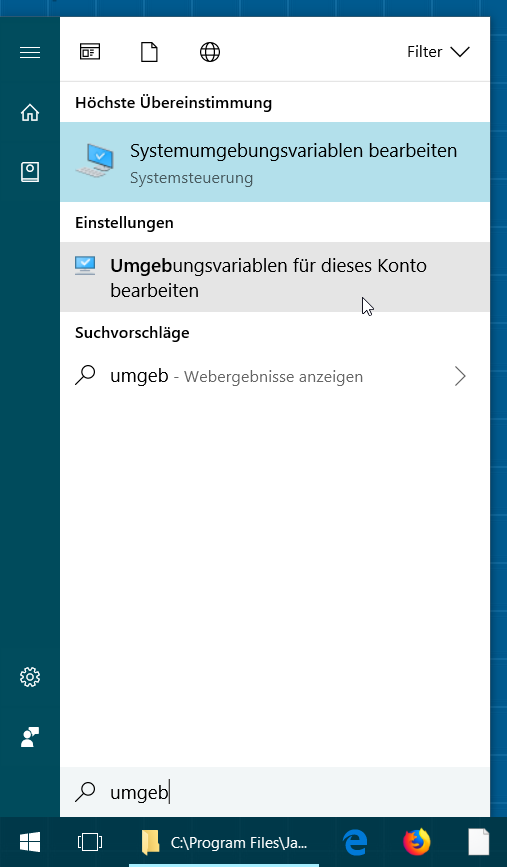 Filter
Höchste Übereinstimmung
Systemumgebungsvariablen bearbeiten
Systemsteuerung
Einstellungen
Umgebungsvariablen für dieses Konto
bearbeiten
Suchvorschläge
umgeb - Webergebnisse anzeigen
umgeb
C:\Program Files\Ja...